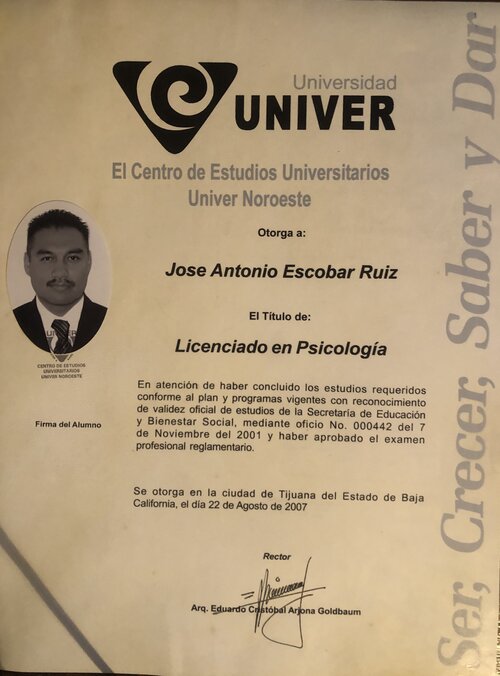 Universidad
UNIVER
El Centro de Estudios Universitarios
Univer Noroeste
Otorga a:
Jose Antonio Escobar Ruiz
El Título de:
Licenciado en Psicología
UNIVER
CENTRO DE ESTUDIOS
UNIVERSITARIOS
UNIVER NOROESTE
Firma del Alumno
En atención de haber concluido los estudios requeridos
conforme al plan y programas vigentes con reconocimiento
de validez oficial de estudios de la Secretaría de Educación
y Bienestar Social, mediante oficio No. 000442 del 7
de Noviembre del 2001 y haber aprobado el examen
profesional reglamentario.
Se otorga en la ciudad de Tijuana del Estado de Baja
California, el día 22 de Agosto de 2007
Rector
Arq. Eduardo Cristóbal Arjona Goldbaum
Ser, Crecer, Saber y Dar